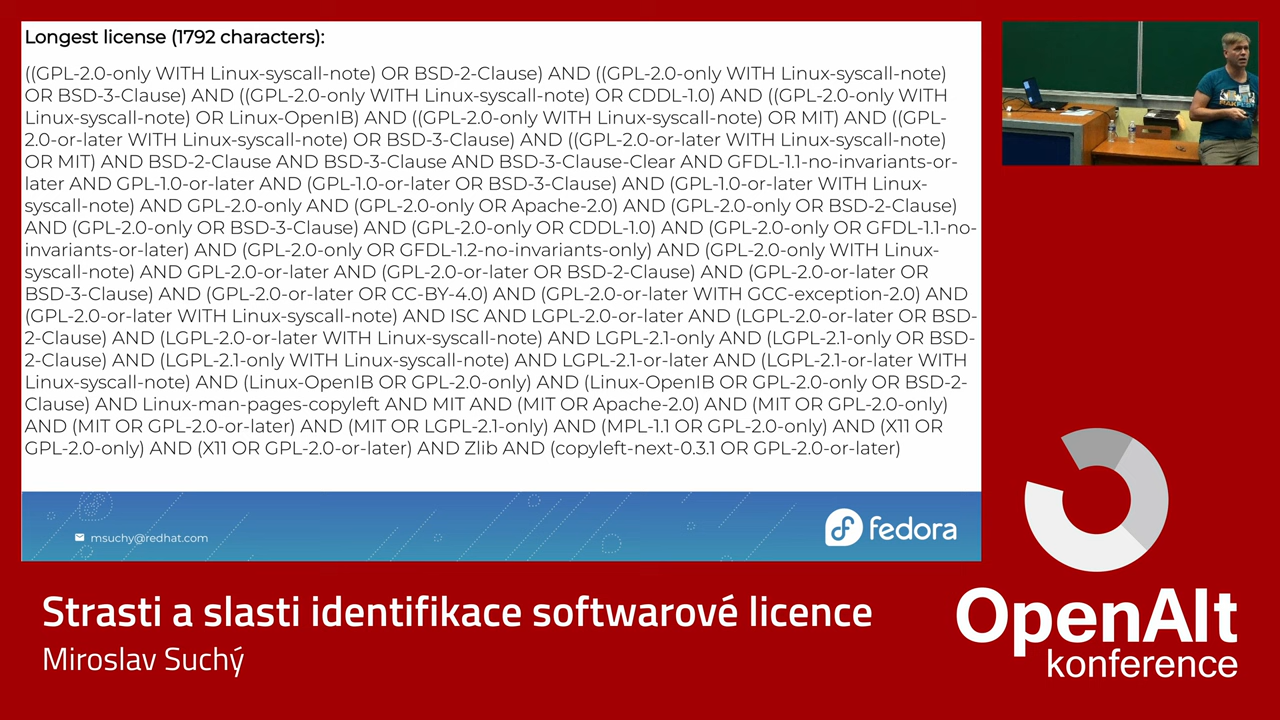 Longest license (1792 characters):
((GPL-2.0-only WITH Linux-syscall-note) OR BSD-2-Clause) AND ((GPL-2.0-only WITH Linux-syscall-note)
OR BSD-3-Clause) AND ((GPL-2.0-only WITH Linux-syscall-note) OR CDDL-1.0) AND ((GPL-2.0-only WITH
Linux-syscall-note) OR Linux-OpenIB) AND ((GPL-2.0-only WITH Linux-syscall-note) OR MIT) AND ((GPL-
2.0-or-later WITH Linux-syscall-note) OR BSD-3-Clause) AND ((GPL-2.0-or-later WITH Linux-syscall-note)
OR MIT) AND BSD-2-Clause AND BSD-3-Clause AND BSD-3-Clause-Clear AND GFDL-1.1-no-invariants-or-
later AND GPL-1.0-or-later AND (GPL-1.0-or-later OR BSD-3-Clause) AND (GPL-1.0-or-later WITH Linux-
syscall-note) AND GPL-2.0-only AND (GPL-2.0-only OR Apache-2.0) AND (GPL-2.0-only OR BSD-2-Clause)
AND (GPL-2.0-only OR BSD-3-Clause) AND (GPL-2.0-only OR CDDL-1.0) AND (GPL-2.0-only OR GFDL-1.1-no-
invariants-or-later) AND (GPL-2.0-only OR GFDL-1.2-no-invariants-only) AND (GPL-2.0-only WITH Linux-
syscall-note) AND GPL-2.0-or-later AND (GPL-2.0-or-later OR BSD-2-Clause) AND (GPL-2.0-or-later OR
BSD-3-Clause) AND (GPL-2.0-or-later OR CC-BY-4.0) AND (GPL-2.0-or-later WITH GCC-exception-2.0) AND
(GPL-2.0-or-later WITH Linux-syscall-note) AND ISC AND LGPL-2.0-or-later AND (LGPL-2.0-or-later OR BSD-
2-Clause) AND (LGPL-2.0-or-later WITH Linux-syscall-note) AND LGPL-2.1-only AND (LGPL-2.1-only OR BSD-
2-Clause) AND (LGPL-2.1-only WITH Linux-syscall-note) AND LGPL-2.1-or-later AND (LGPL-2.1-or-later WITH
Linux-syscall-note) AND (Linux-OpenIB OR GPL-2.0-only) AND (Linux-OpenIB OR GPL-2.0-only OR BSD-2-
Clause) AND Linux-man-pages-copyleft AND MIT AND (MIT OR Apache-2.0) AND (MIT OR GPL-2.0-only)
AND (MIT OR GPL-2.0-or-later) AND (MIT OR LGPL-2.1-only) AND (MPL-1.1 OR GPL-2.0-only) AND (X11 OR
GPL-2.0-only) AND (X11 OR GPL-2.0-or-later) AND Zlib AND (copyleft-next-0.3.1 OR GPL-2.0-or-later)
msuchy@redhat.com
fedora
Strasti a slasti identifikace softwarové licence
Miroslav Suchý
OpenAlt
konference